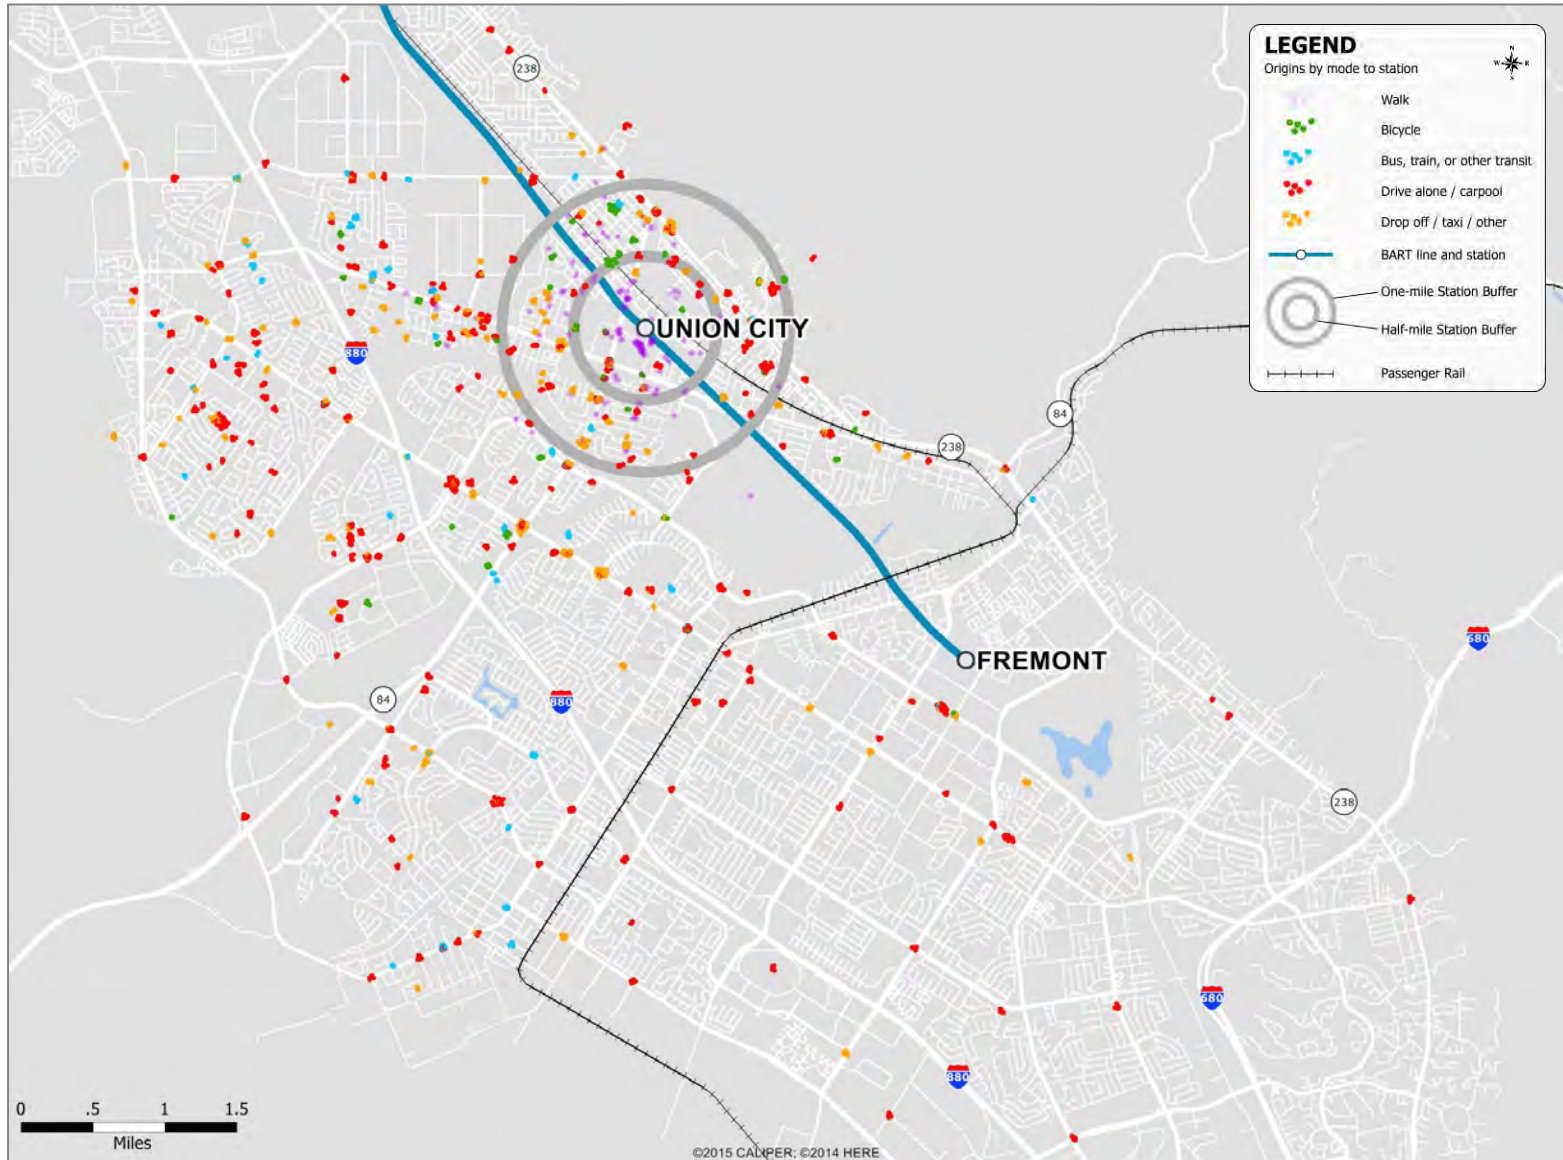 LEGEND
Origins by mode to station
N
W E
S
Walk
Bicycle
Bus, train, or other transit
Drive alone / carpool
Drop off / taxi / other
BART line and station
One-mile Station Buffer
Half-mile Station Buffer
Passenger Rail
238
UNION CITY
880
84
238
FREMONT
680
84
880
238
680
880
0 .5 1 1.5
Miles
©2015 CALIPER; ©2014 HERE